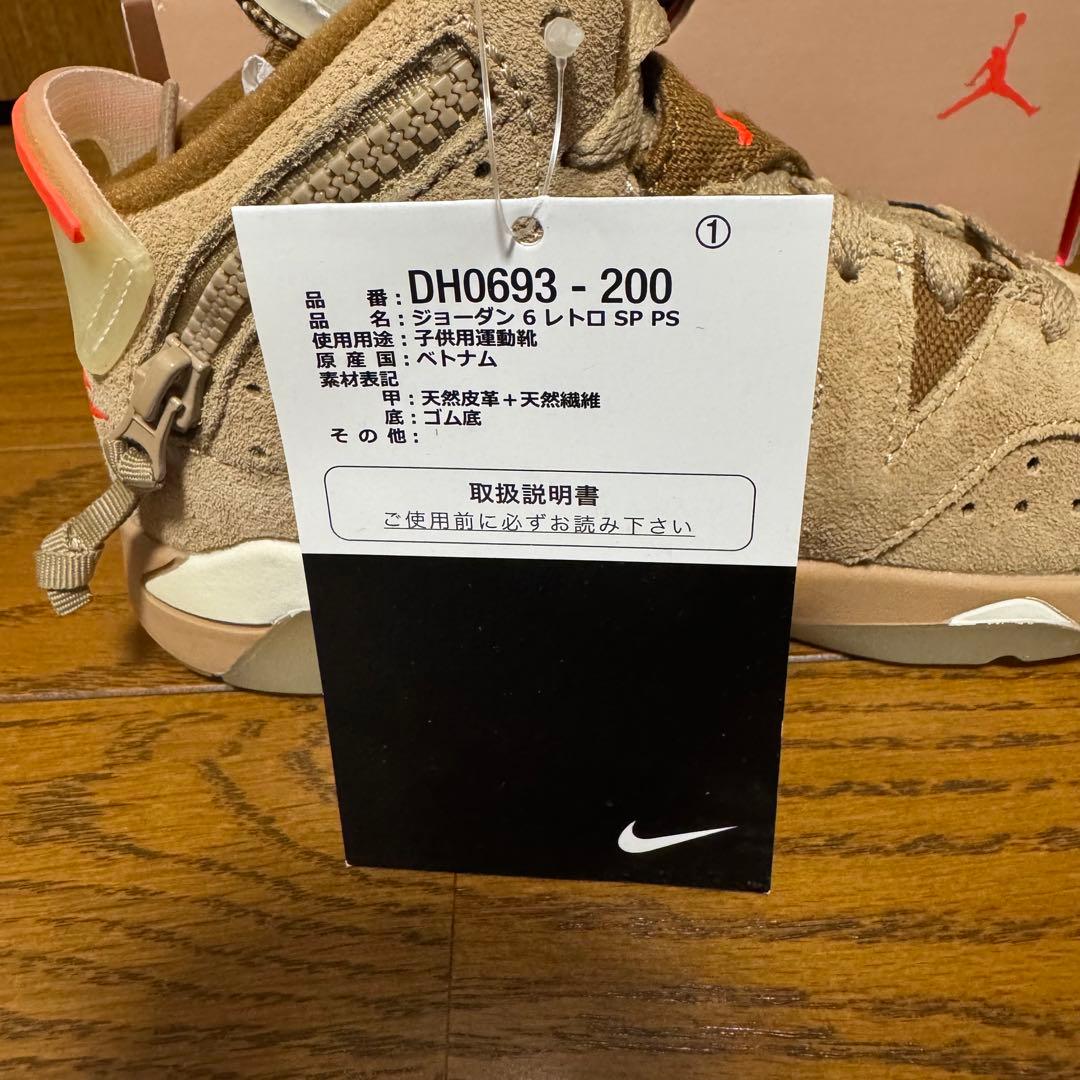 ①
品 番：DH0693 - 200
品 名：ジョーダン 6 レトロ SP PS
使用用途：子供用運動靴
原 産 国：ベトナム
素材表記
甲：天然皮革＋天然繊維
底：ゴム底
そ の 他：
取扱説明書
ご使用前に必ずお読み下さい